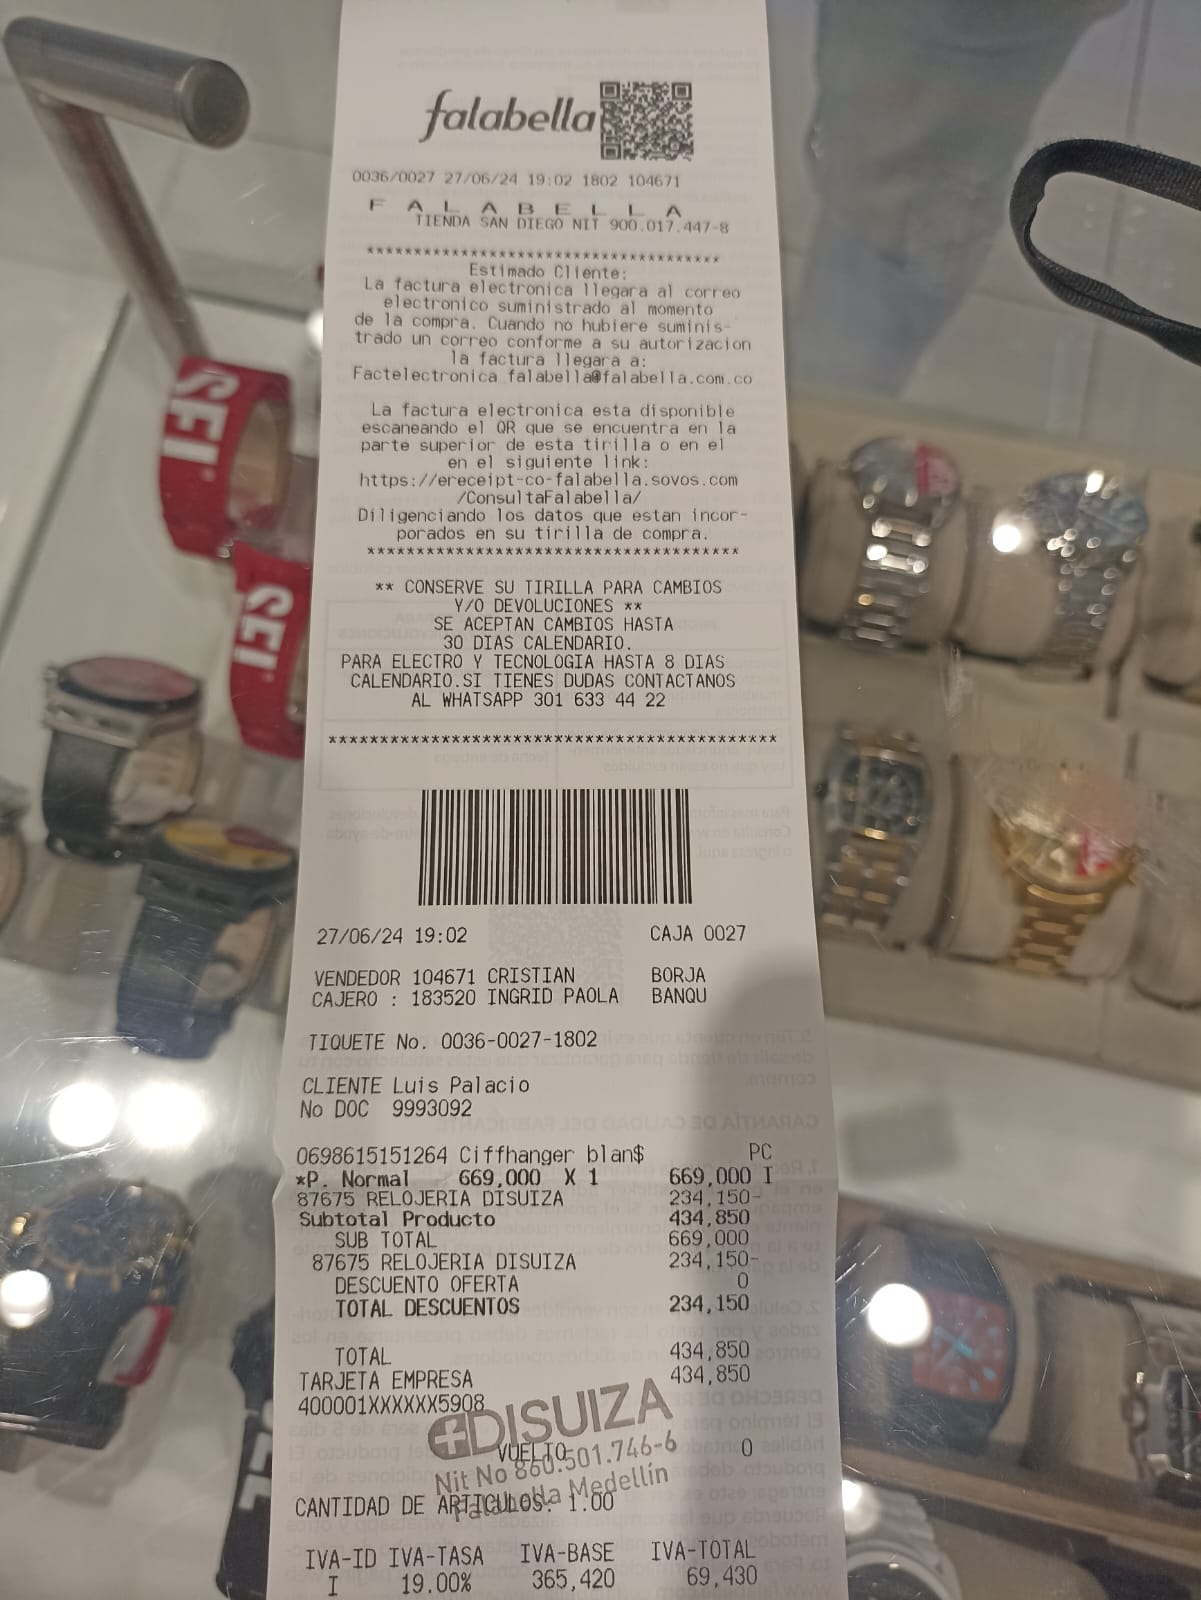 falabella
0036/0027 27/06/24 19:02 1802 104671
F A L A B E L L A
TIENDA SAN DIEGO NIT 900.017.447-8
************************************
Estimado Cliente:
La factura electronica llegara al correo
electronico suministrado al momento
de la compra. Cuando no hubiere suminis-
trado un correo conforme a su autorizacion
la factura llegara a:
Factelectronica_falabella@falabella.com.co
La factura electronica esta disponible
escaneando el QR que se encuentra en la
parte superior de esta tirilla o en el
en el siguiente link:
https://ereceipt-co-falabella.sovos.com
/ConsultaFalabella/
Diligenciando los datos que estan incor-
porados en su tirilla de compra.
**************************************
** CONSERVE SU TIRILLA PARA CAMBIOS
Y/O DEVOLUCIONES **
SE ACEPTAN CAMBIOS HASTA
30 DIAS CALENDARIO.
PARA ELECTRO Y TECNOLOGIA HASTA 8 DIAS
CALENDARIO.SI TIENES DUDAS CONTACTANOS
AL WHATSAPP 301 633 44 22
********************************************
27/06/24 19:02 CAJA 0027
VENDEDOR 104671 CRISTIAN BORJA
CAJERO : 183520 INGRID PAOLA BANQU
TIQUETE No. 0036-0027-1802
CLIENTE Luis Palacio
No DOC 9993092
0698615151264 Ciffhanger blan$ PC
*P. Normal 669,000 X 1 669,000 I
87675 RELOJERIA DISUIZA 234,150-
Subtotal Producto 434,850
SUB TOTAL 669,000
87675 RELOJERIA DISUIZA 234,150-
DESCUENTO OFERTA 0
TOTAL DESCUENTOS 234,150
TOTAL 434,850
TARJETA EMPRESA 434,850
400001XXXXXX5908
DISUIZA
VUELTO 0
Nit No 860.501.746-6
Falabella Medellín
CANTIDAD DE ARTICULOS: 1.00
IVA-ID IVA-TASA IVA-BASE IVA-TOTAL
I 19.00% 365,420 69,430